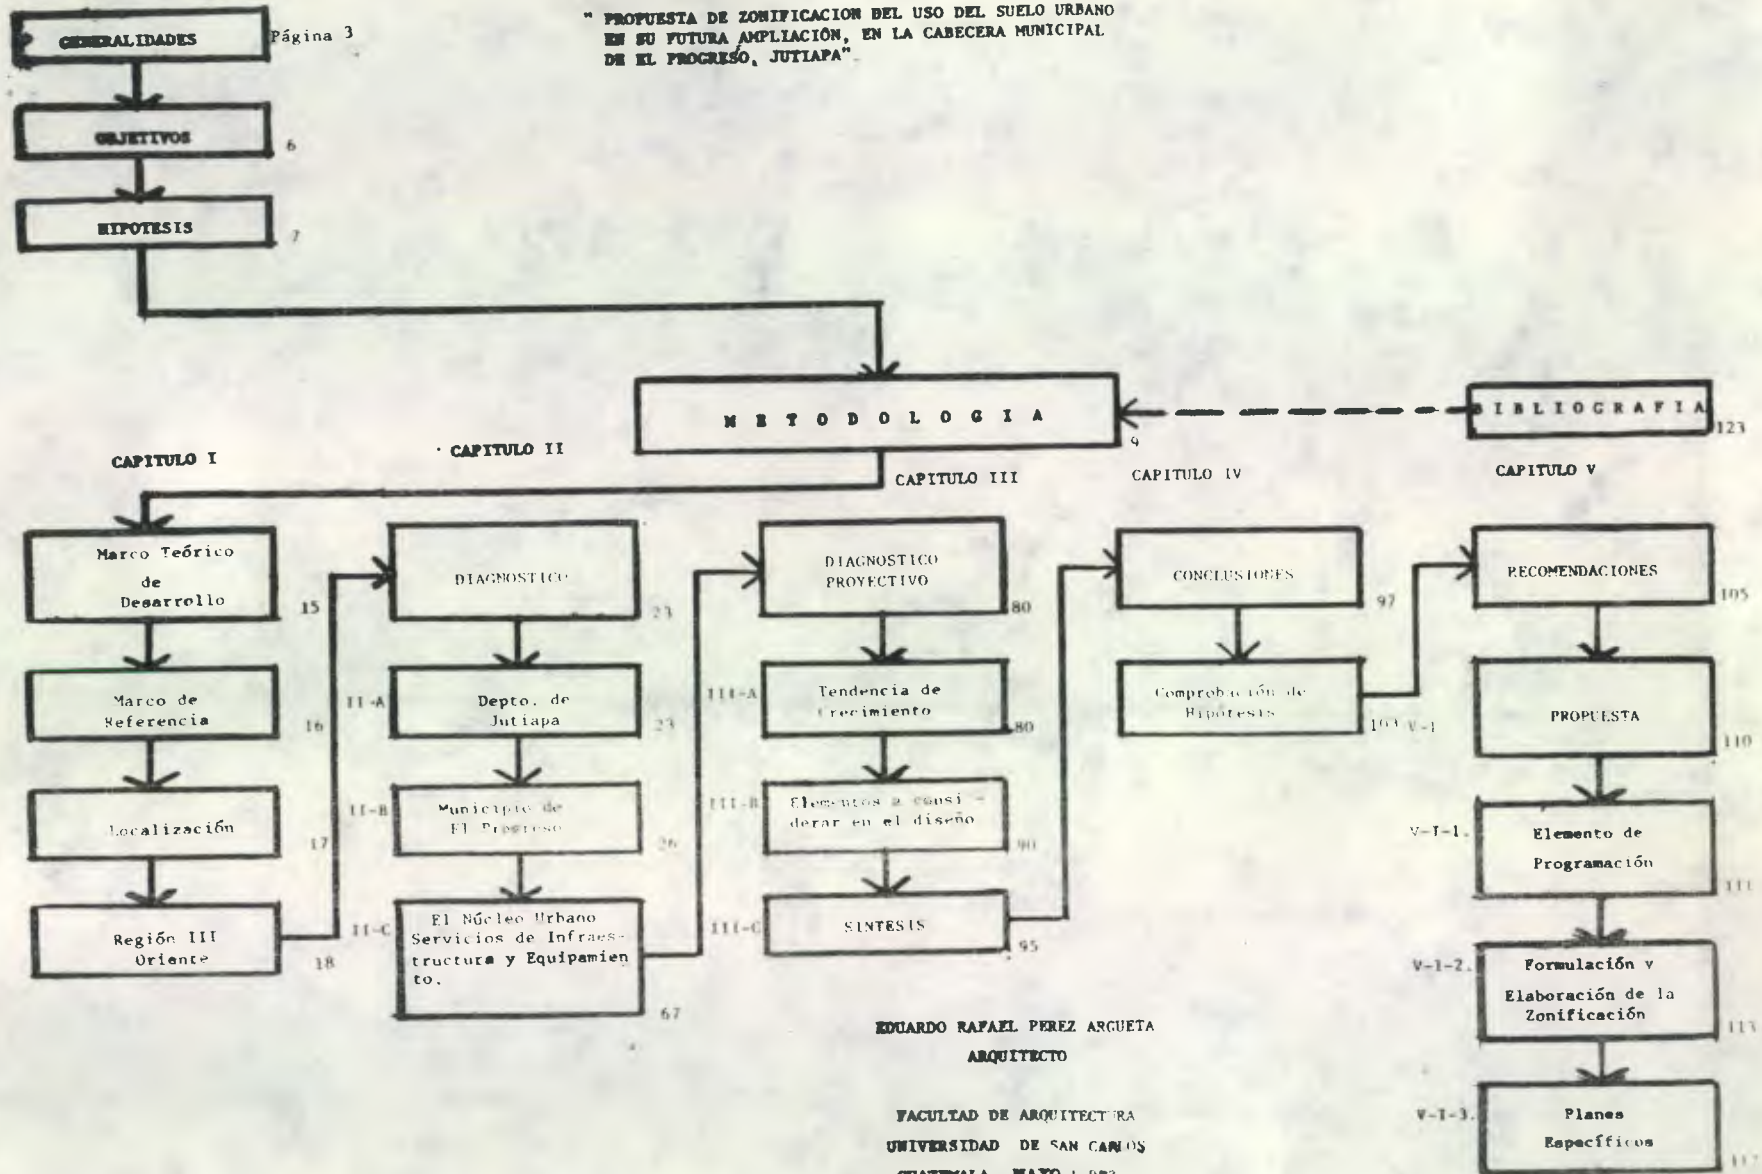 " PROPUESTA DE ZONIFICACION DEL USO DEL SUELO URBANO
EN SU FUTURA AMPLIACIÓN, EN LA CABECERA MUNICIPAL
DE EL PROGRESO, JUTIAPA"
GENERALIDADES
Página 3
OBJETIVOS
6
HIPOTESIS
7
M E T O D O L O G I A
9
B I B L I O G R A F I A
123
CAPITULO I
Marco Teórico
de
Desarrollo
15
Marco de
Referencia
16
Localización
17
Región III
Oriente
18
CAPITULO II
DIAGNOSTICO
23
II-A
Depto. de
Jutiapa
23
II-B
Municipio de
El Progreso
26
II-C
El Núcleo Urbano
Servicios de Infraes-
tructura y Equipamien
to.
67
CAPITULO III
DIAGNOSTICO
PROYECTIVO
80
III-A
Tendencia de
Crecimiento
80
III-B
Elementos a consi -
derar en el diseño
90
III-C
SINTESIS
95
CAPITULO IV
CONCLUSIONES
97
Comprobación de
Hipótesis
103
CAPITULO V
RECOMENDACIONES
105
V-1
PROPUESTA
110
V-I-1.
Elemento de
Programación
111
V-I-2.
Formulación y
Elaboración de la
Zonificación
113
V-I-3.
Planes
Específicos
EDUARDO RAFAEL PEREZ ARGUETA
ARQUITECTO
FACULTAD DE ARQUITECTURA
UNIVERSIDAD DE SAN CARLOS
GUATEMALA, MAYO